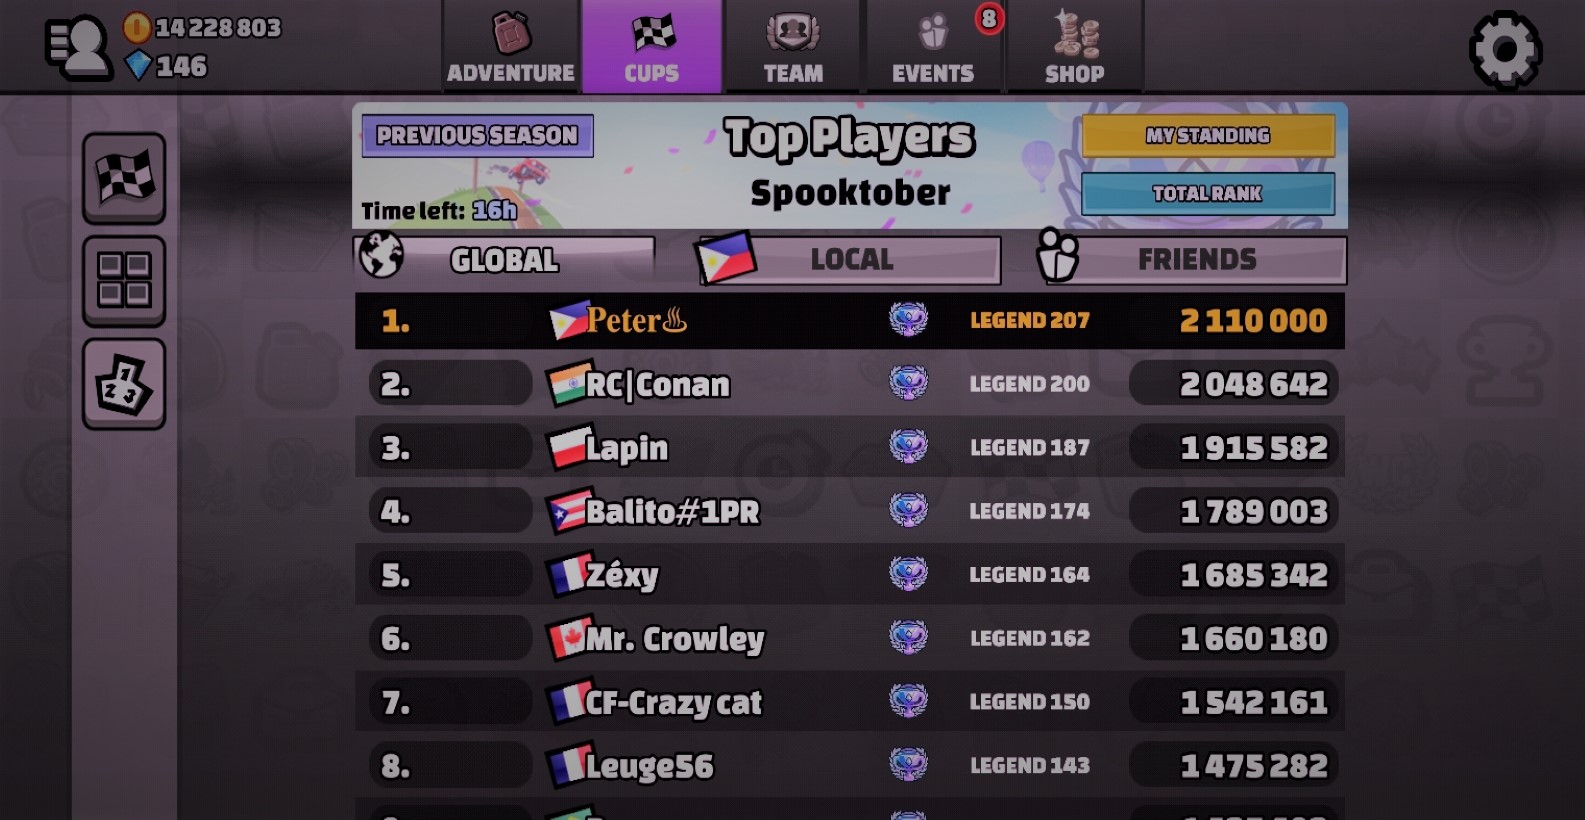 14 228 803
146
ADVENTURE
CUPS
TEAM
8
EVENTS
SHOP
PREVIOUS SEASON
Top Players
MY STANDING
Spooktober
TOTAL RANK
Time left: 16h
GLOBAL
LOCAL
FRIENDS
1. Peter♨ LEGEND 207 2 110 000
2. RC|Conan LEGEND 200 2 048 642
3. Lapin LEGEND 187 1 915 582
4. Balito#1PR LEGEND 174 1 789 003
5. Zéxy LEGEND 164 1 685 342
6. Mr. Crowley LEGEND 162 1 660 180
7. CF-Crazy cat LEGEND 150 1 542 161
8. Leuge56 LEGEND 143 1 475 282